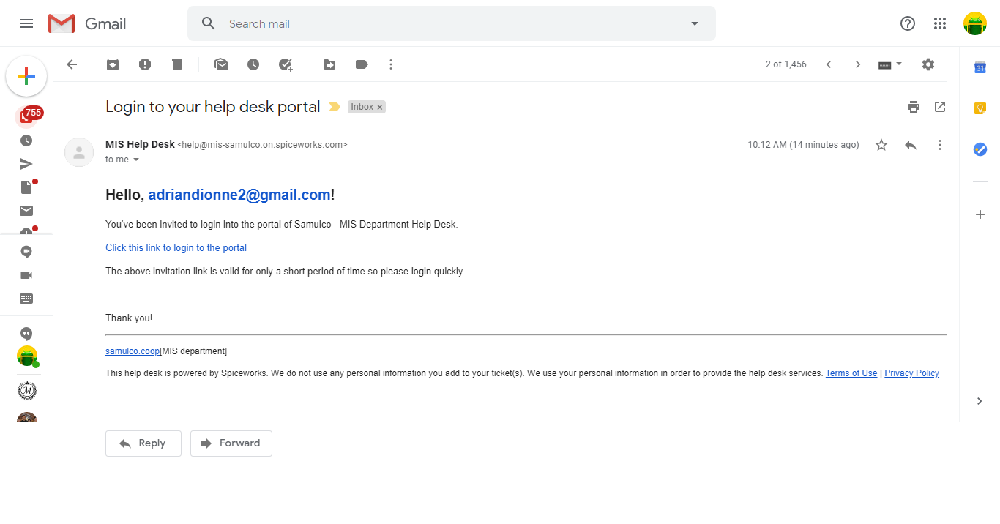 Gmail
Search mail
2 of 1,456
31
755
Login to your help desk portal
Inbox ×
MIS Help Desk <help@mis-samulco.on.spiceworks.com>
10:12 AM (14 minutes ago)
to me
Hello, adriandionne2@gmail.com!
You've been invited to login into the portal of Samulco - MIS Department Help Desk.
Click this link to login to the portal
The above invitation link is valid for only a short period of time so please login quickly.
Thank you!
samulco.coop[MIS department]
This help desk is powered by Spiceworks. We do not use any personal information you add to your ticket(s). We use your personal information in order to provide the help desk services. Terms of Use | Privacy Policy
M
Reply
Forward